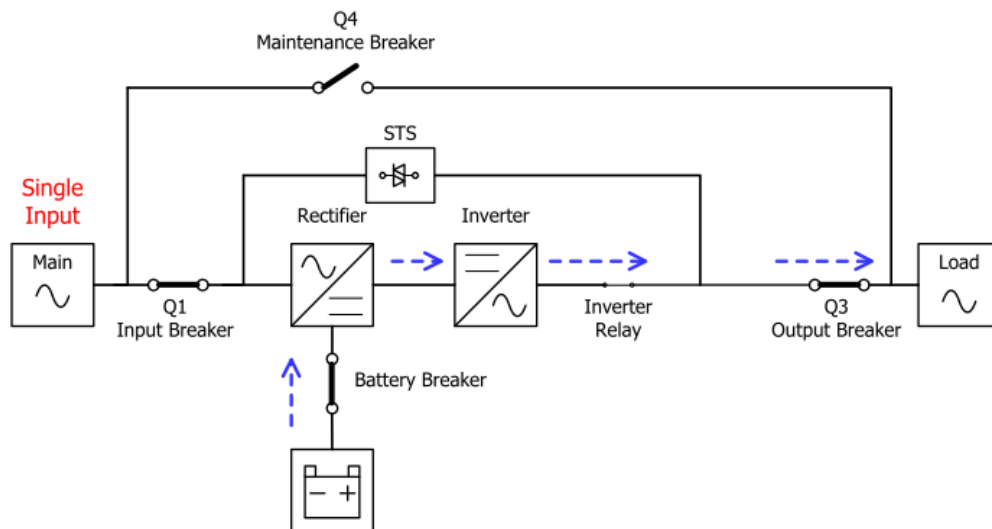 Q4
Maintenance Breaker
STS
Single
Input
Rectifier
Inverter
Main
Load
Q1
Input Breaker
Inverter
Relay
Q3
Output Breaker
Battery Breaker